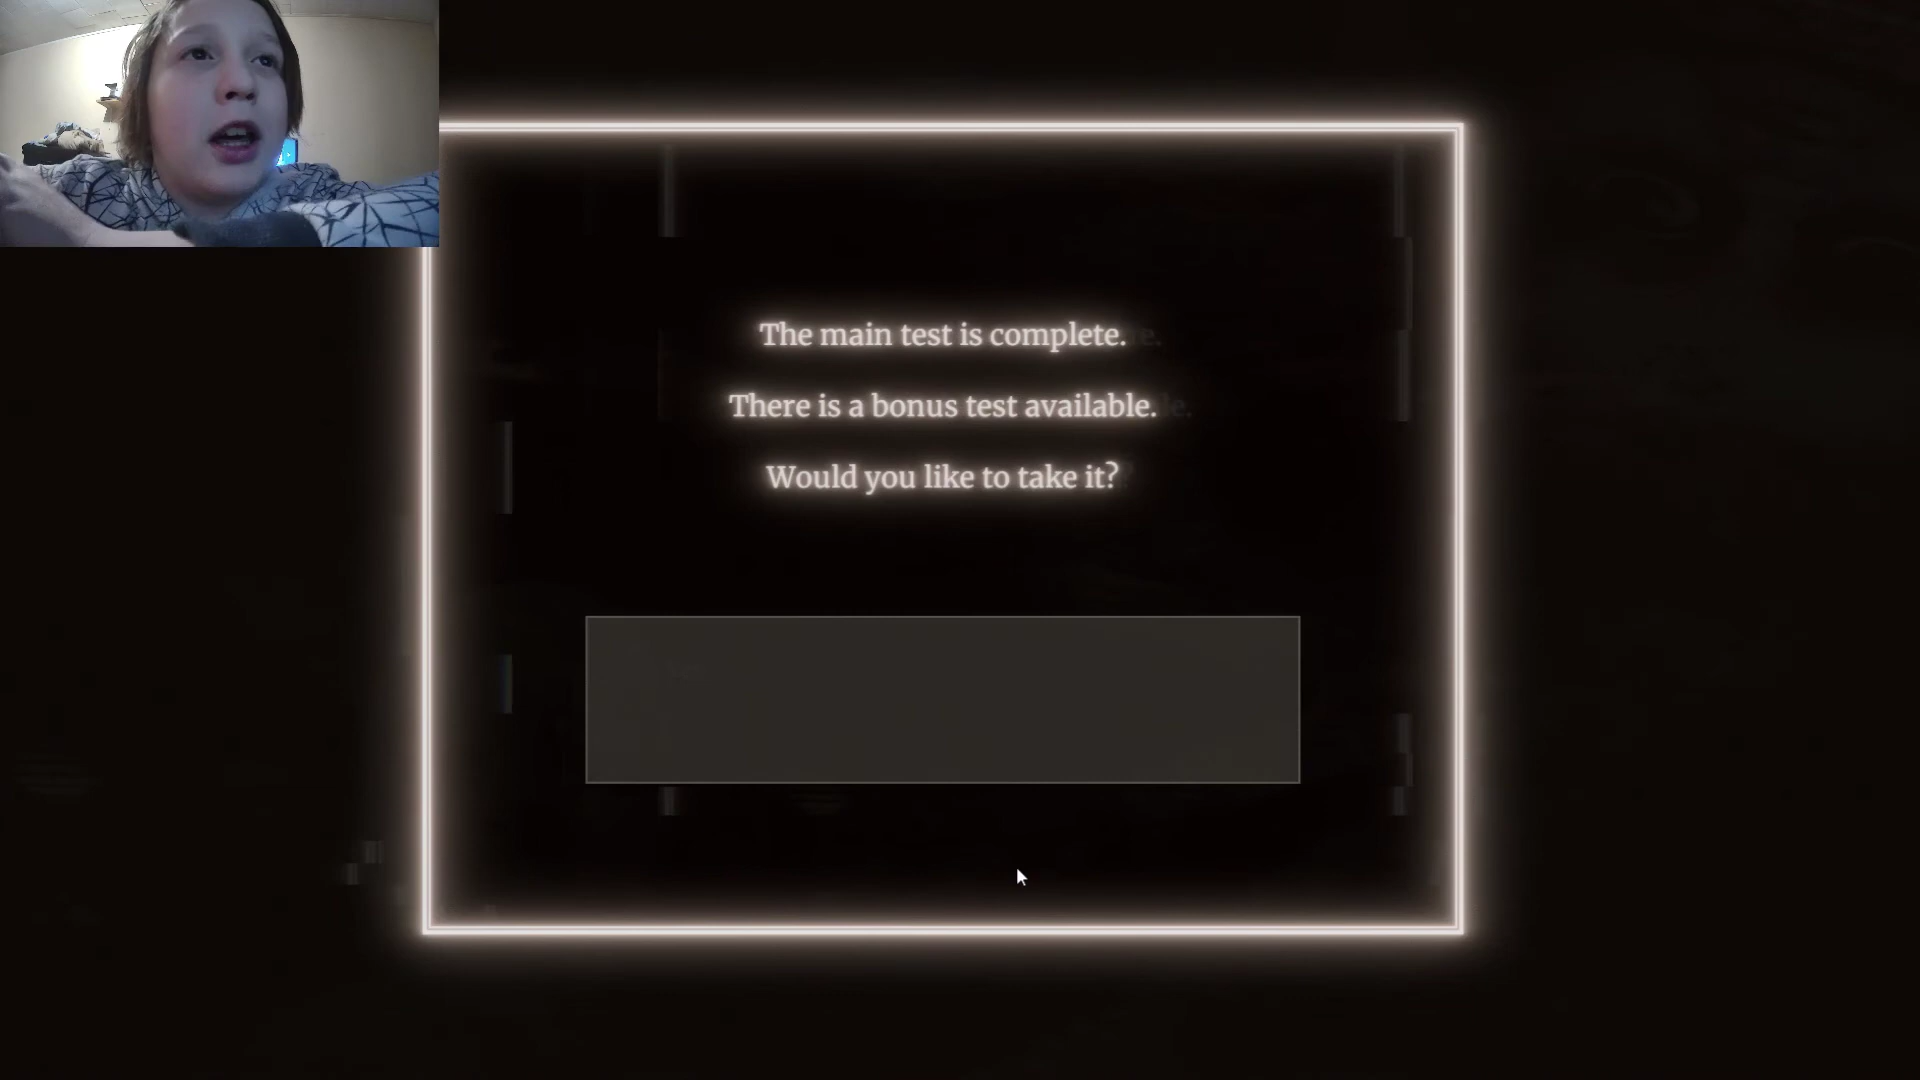 The main test is complete.
There is a bonus test available.
Would you like to take it?